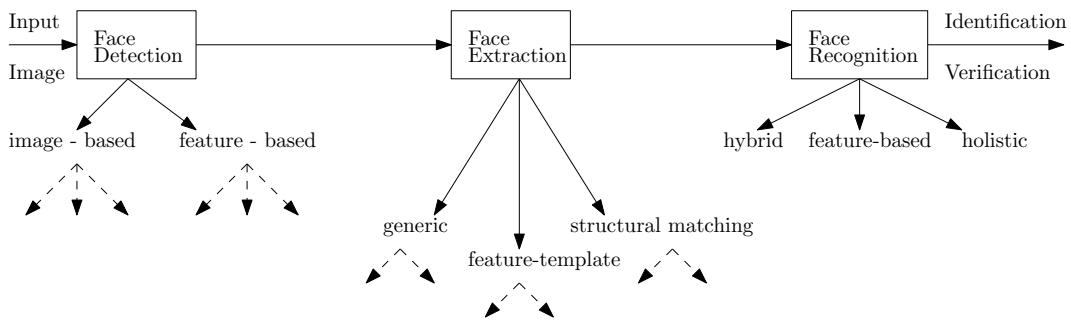 Input
Image
Face
Detection
Face
Extraction
Face
Recognition
Identification
Verification
image - based
feature - based
generic
feature-template
structural matching
hybrid
feature-based
holistic